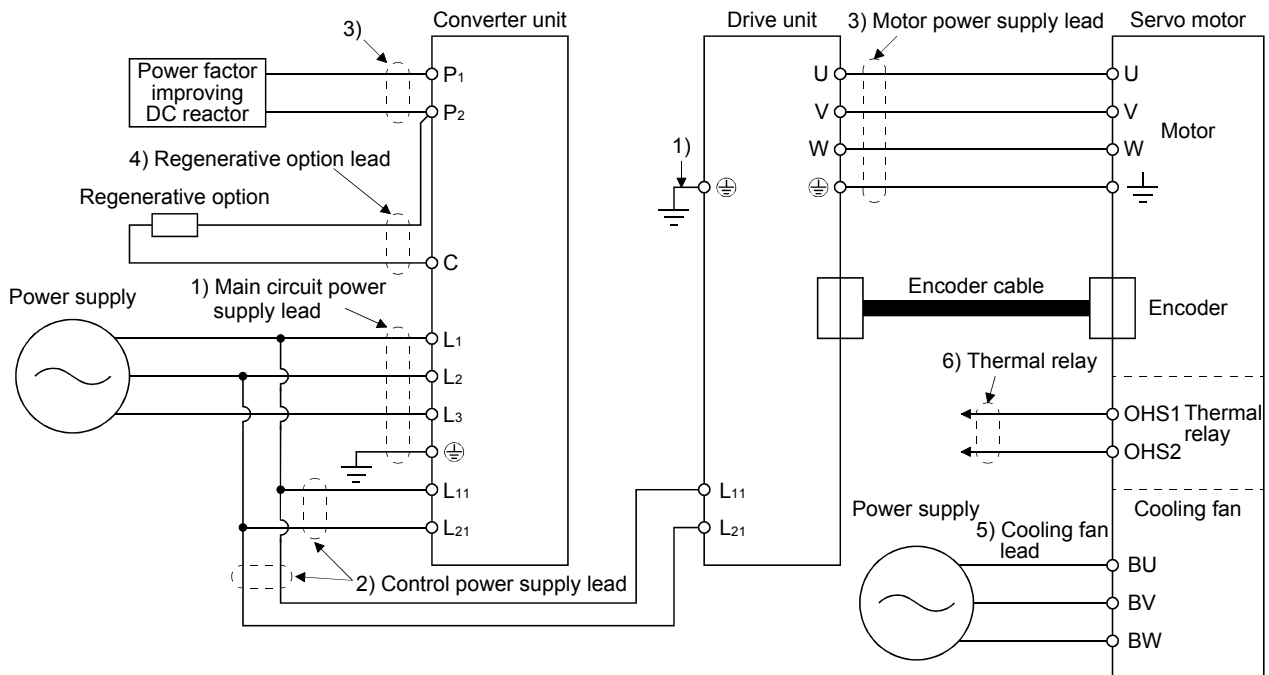 Converter unit
Drive unit
3) Motor power supply lead
Servo motor
3)
Power factor
improving
DC reactor
P1
P2
U
V
W
U
V
W
Motor
1)
4) Regenerative option lead
Regenerative option
C
1) Main circuit power
supply lead
Power supply
L1
L2
L3
L11
L21
2) Control power supply lead
L11
L21
Encoder cable
Encoder
6) Thermal relay
OHS1
Thermal
relay
OHS2
Power supply
Cooling fan
5) Cooling fan
lead
BU
BV
BW